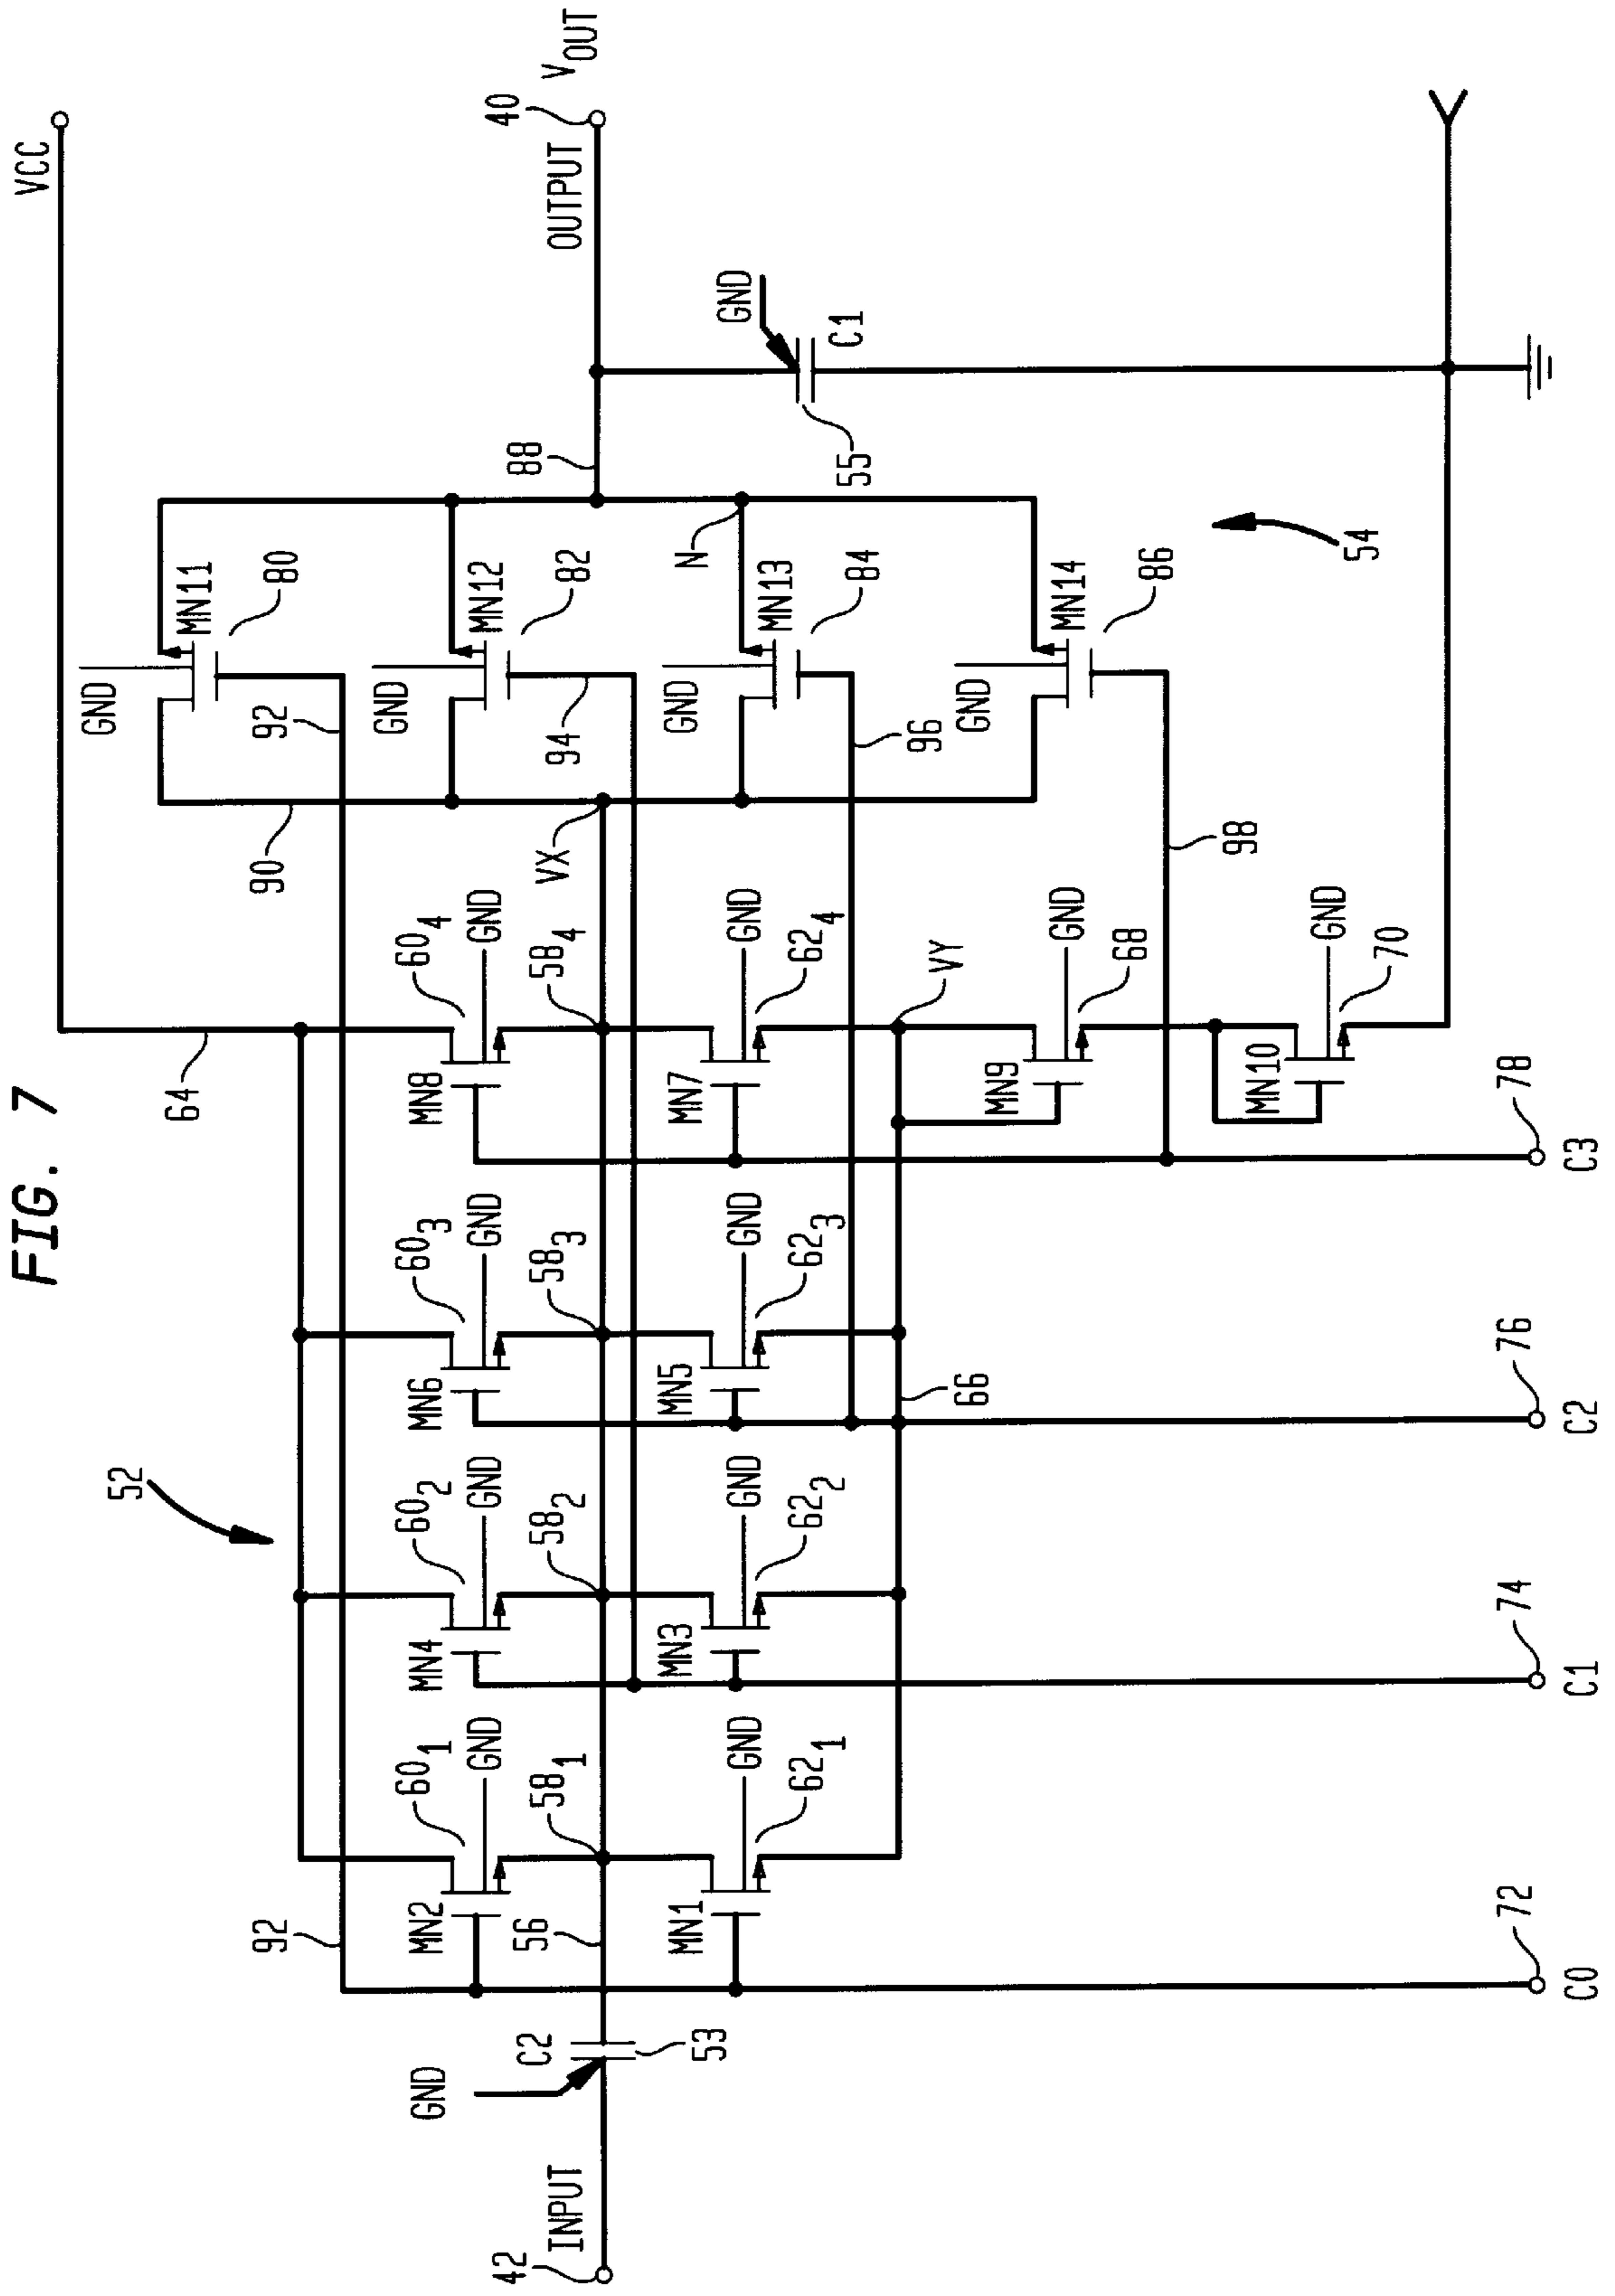 FIG. 7
VCC
64
52
92
GND
MN11
80
90
92
GND
MN12
82
94
GND
MN13
84
N
96
GND
MN14
86
98
54
88
OUTPUT
40
VOUT
GND
C1
55
VX
VY
MN2
60₁
GND
MN4
60₂
GND
MN6
60₃
GND
MN8
60₄
GND
42
INPUT
GND
C2
53
56
58₁
58₂
58₃
58₄
MN1
GND
62₁
MN3
GND
62₂
MN5
GND
62₃
MN7
GND
62₄
66
MN9
GND
68
MN10
GND
70
72
C0
74
C1
76
C2
78
C3